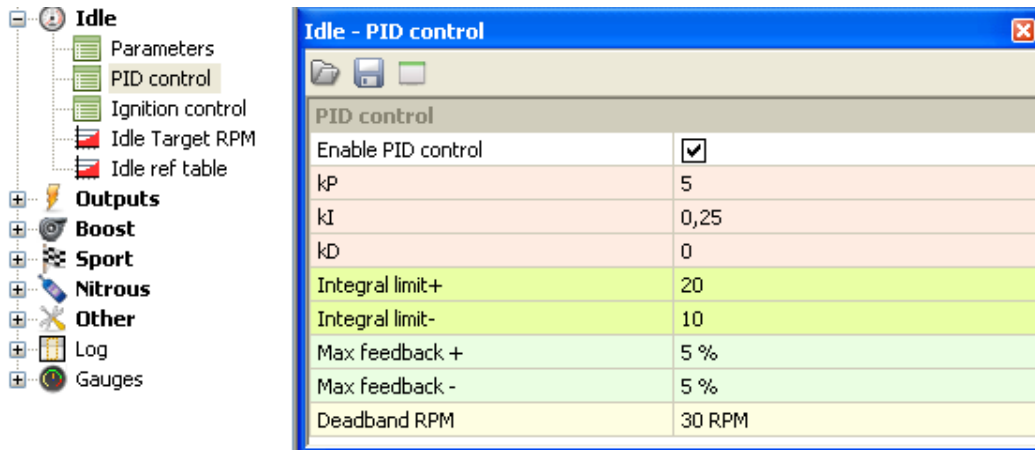 Idle
Parameters
PID control
Ignition control
Idle Target RPM
Idle ref table
Outputs
Boost
Sport
Nitrous
Other
Log
Gauges
Idle - PID control
PID control
Enable PID control
kP 5
kI 0,25
kD 0
Integral limit+ 20
Integral limit- 10
Max feedback + 5 %
Max feedback - 5 %
Deadband RPM 30 RPM